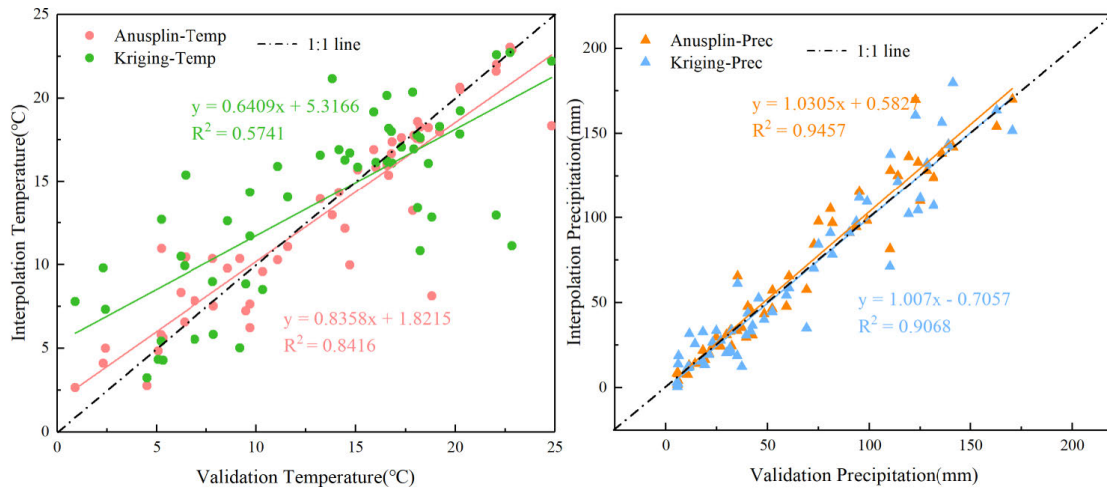 25
20
15
10
5
0
Interpolation Temperature(℃)
Anusplin-Temp
Kriging-Temp
1:1 line
y = 0.6409x + 5.3166
R² = 0.5741
y = 0.8358x + 1.8215
R² = 0.8416
0 5 10 15 20 25
Validation Temperature(℃)
200
150
100
50
0
Interpolation Precipitation(mm)
Anusplin-Prec
Kriging-Prec
1:1 line
y = 1.0305x + 0.5827
R² = 0.9457
y = 1.007x - 0.7057
R² = 0.9068
0 50 100 150 200
Validation Precipitation(mm)